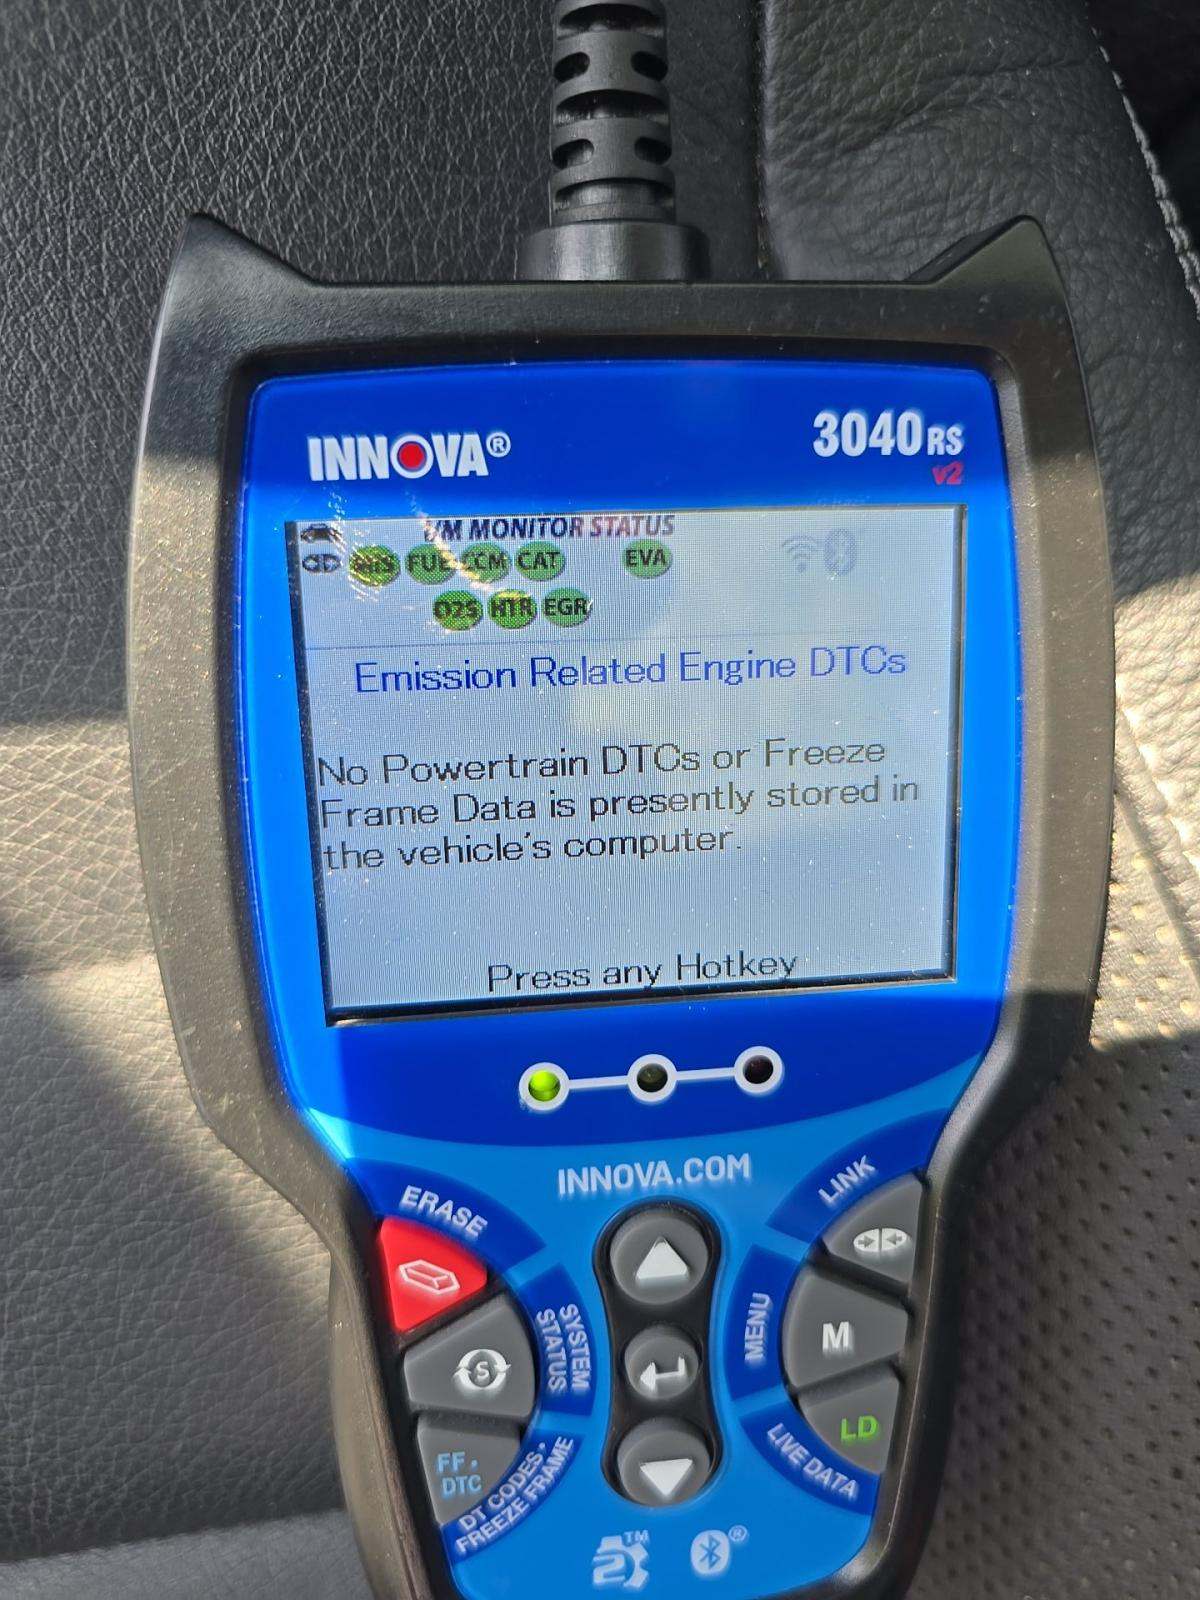 INNOVA®
3040RS
v2
I/M MONITOR STATUS
MIS FUE CCM CAT EVA
O2S HTR EGR
Emission Related Engine DTCs
No Powertrain DTCs or Freeze
Frame Data is presently stored in
the vehicle's computer.
Press any Hotkey
INNOVA.COM
ERASE
LINK
S
SYSTEM
STATUS
MENU
M
FF·
DTC
DT CODES·
FREEZE FRAME
LIVE DATA
LD
2™
®